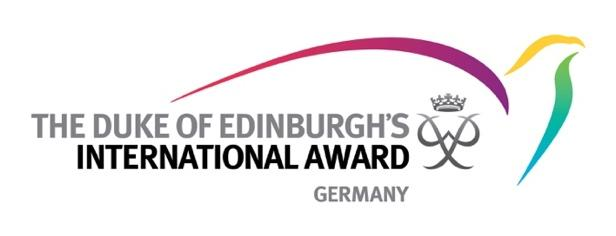 THE DUKE OF EDINBURGH'S
INTERNATIONAL AWARD
GERMANY